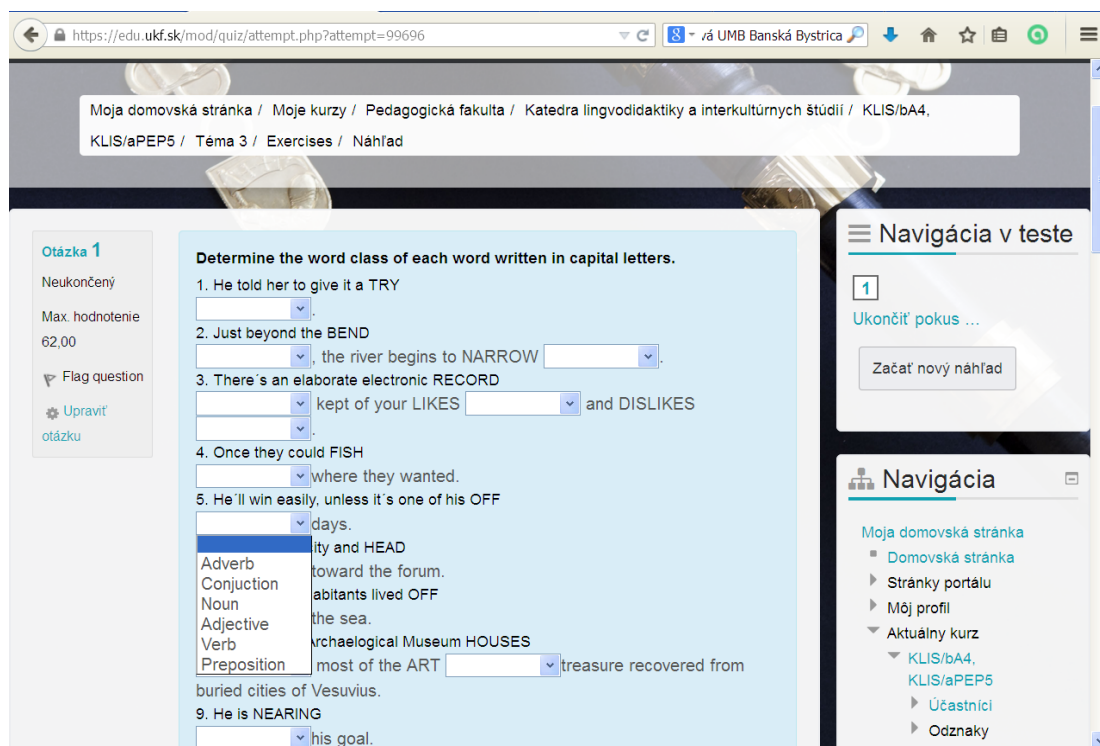 https://edu.ukf.sk/mod/quiz/attempt.php?attempt=99696
vá UMB Banská Bystrica
Moja domovská stránka / Moje kurzy / Pedagogická fakulta / Katedra lingvodidaktiky a interkultúrnych štúdií / KLIS/bA4,
KLIS/aPEP5 / Téma 3 / Exercises / Náhľad
Otázka 1
Neukončený
Max. hodnotenie
62,00
Flag question
Upraviť
otázku
Determine the word class of each word written in capital letters.
1. He told her to give it a TRY
.
2. Just beyond the BEND
, the river begins to NARROW .
3. There´s an elaborate electronic RECORD
kept of your LIKES and DISLIKES
.
4. Once they could FISH
where they wanted.
5. He´ll win easily, unless it´s one of his OFF
days.
ity and HEAD
Adverb toward the forum.
Conjuction
Noun abitants lived OFF
Adjective the sea.
Verb Archaelogical Museum HOUSES
Preposition most of the ART treasure recovered from
buried cities of Vesuvius.
9. He is NEARING
his goal.
Navigácia v teste
1
Ukončiť pokus ...
Začať nový náhľad
Navigácia
Moja domovská stránka
Domovská stránka
Stránky portálu
Môj profil
Aktuálny kurz
KLIS/bA4,
KLIS/aPEP5
Účastníci
Odznaky